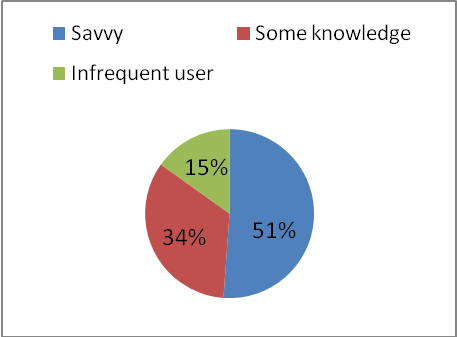 Savvy
Some knowledge
Infrequent user
15%
34%
51%